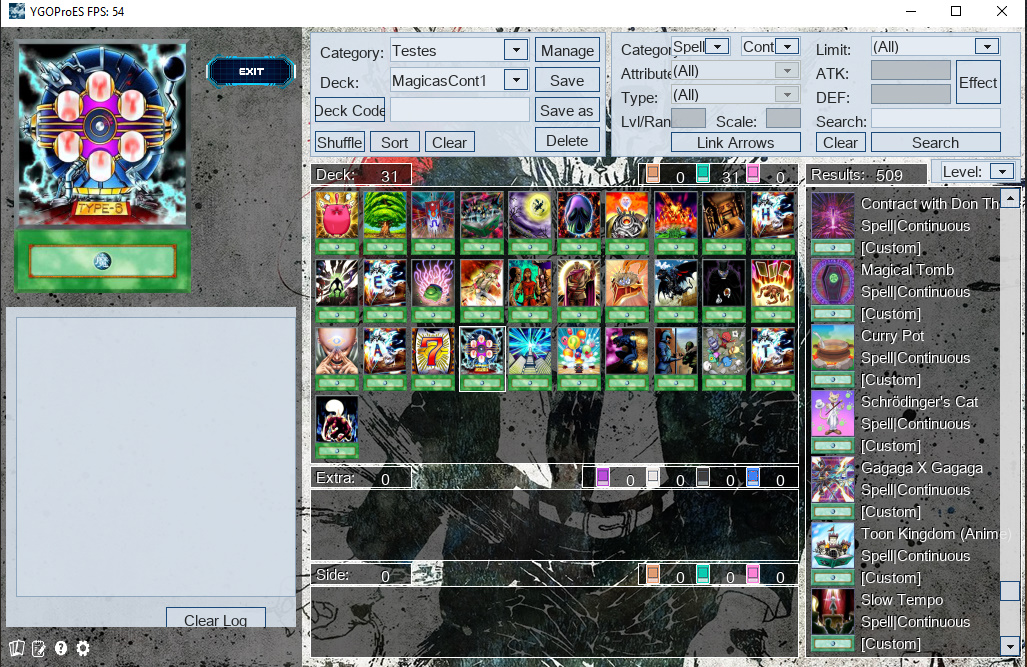 YGOProES FPS: 54
EXIT
TYPE-8
Category: Testes Manage
Deck: MagicasCont1 Save
Deck Code Save as
Shuffle Sort Clear Delete
Categor Spell Cont Limit: (All)
Attribute (All) ATK:
Type: (All) DEF: Effect
Lvl/Ran Scale: Search:
Link Arrows Clear Search
Deck: 31 0 31 0
Results: 509 Level:
H
E
A
7
T
Extra: 0 0 0 0 0
Side: 0 0 0 0
Contract with Don Th
Spell|Continuous
[Custom]
Magical Tomb
Spell|Continuous
[Custom]
Curry Pot
Spell|Continuous
[Custom]
Schrödinger's Cat
Spell|Continuous
[Custom]
Gagaga X Gagaga
Spell|Continuous
[Custom]
Toon Kingdom (Anime)
Spell|Continuous
[Custom]
Slow Tempo
Spell|Continuous
[Custom]
Clear Log